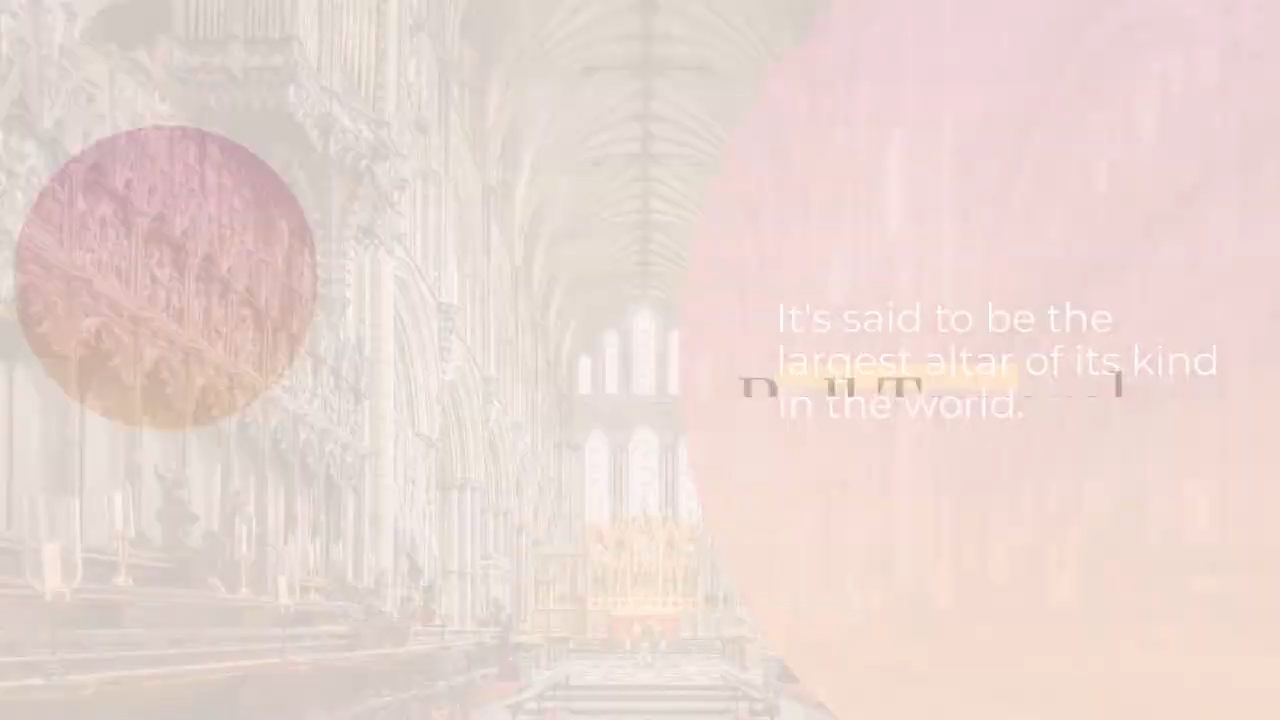 It's said to be the
largest altar of its kind
in the world.